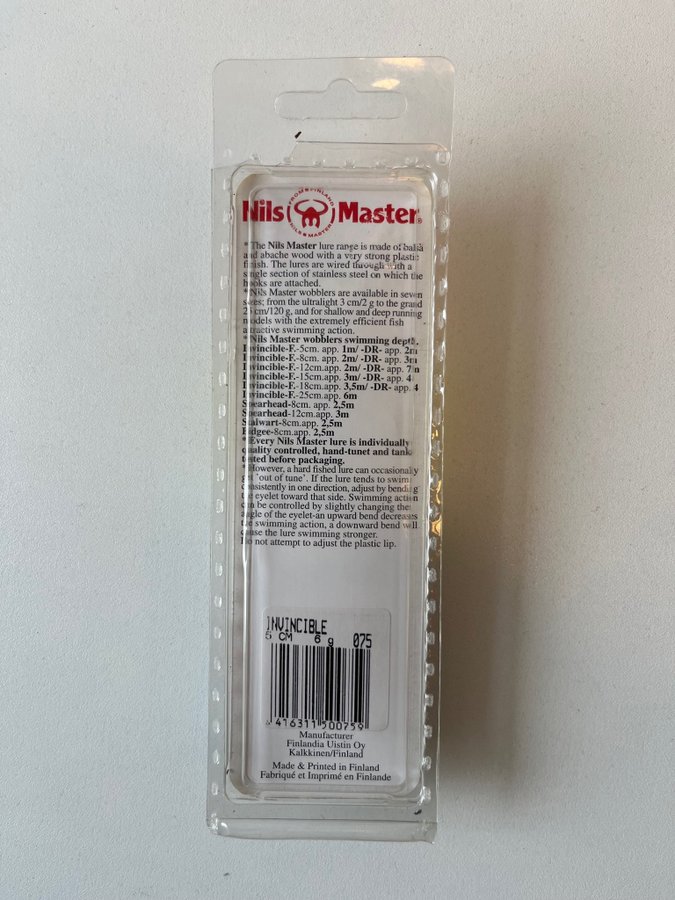 Nils Master®
FROM FINLAND
NILS MASTER
* The Nils Master lure range is made of balsa
and abache wood with a very strong plastic
finish. The lures are wired through with a
single section of stainless steel on which the
hooks are attached.
* Nils Master wobblers are available in seven
sizes; from the ultralight 3 cm/2 g to the grand
25 cm/120 g, and for shallow and deep running
models with the extremely efficient fish
attractive swimming action.
* Nils Master wobblers swimming depth.
Invincible-F.-5cm. app. 1m/ -DR- app. 2m
Invincible-F.-8cm. app. 2m/ -DR- app. 3m
Invincible-F.-12cm.app. 2m/ -DR- app. 7m
Invincible-F.-15cm.app. 3m/ -DR- app. 4
Invincible-F.-18cm.app. 3,5m/ -DR- app. 4
Invincible-F.-25cm.app. 6m
Spearhead-8cm. app. 2,5m
Spearhead-12cm.app. 3m
Stalwart-8cm.app. 2,5m
Ridgee-8cm.app. 2,5m
* Every Nils Master lure is individually
quality controlled, hand-tunet and tank
tested before packaging.
* However, a hard fished lure can occasionaly
get "out of tune". If the lure tends to swim
consistently in one direction, adjust by bending
the eyelet toward that side. Swimming action
can be controlled by slightly changing the
angle of the eyelet-an upward bend decreases
the swimming action, a downward bend will
cause the lure swimming stronger.
Do not attempt to adjust the plastic lip.
INVINCIBLE
5 CM 6 g 075
416311 500759
Manufacturer
Finlandia Uistin Oy
Kalkkinen/Finland
Made & Printed in Finland
Fabriqué et Imprimé en Finlande